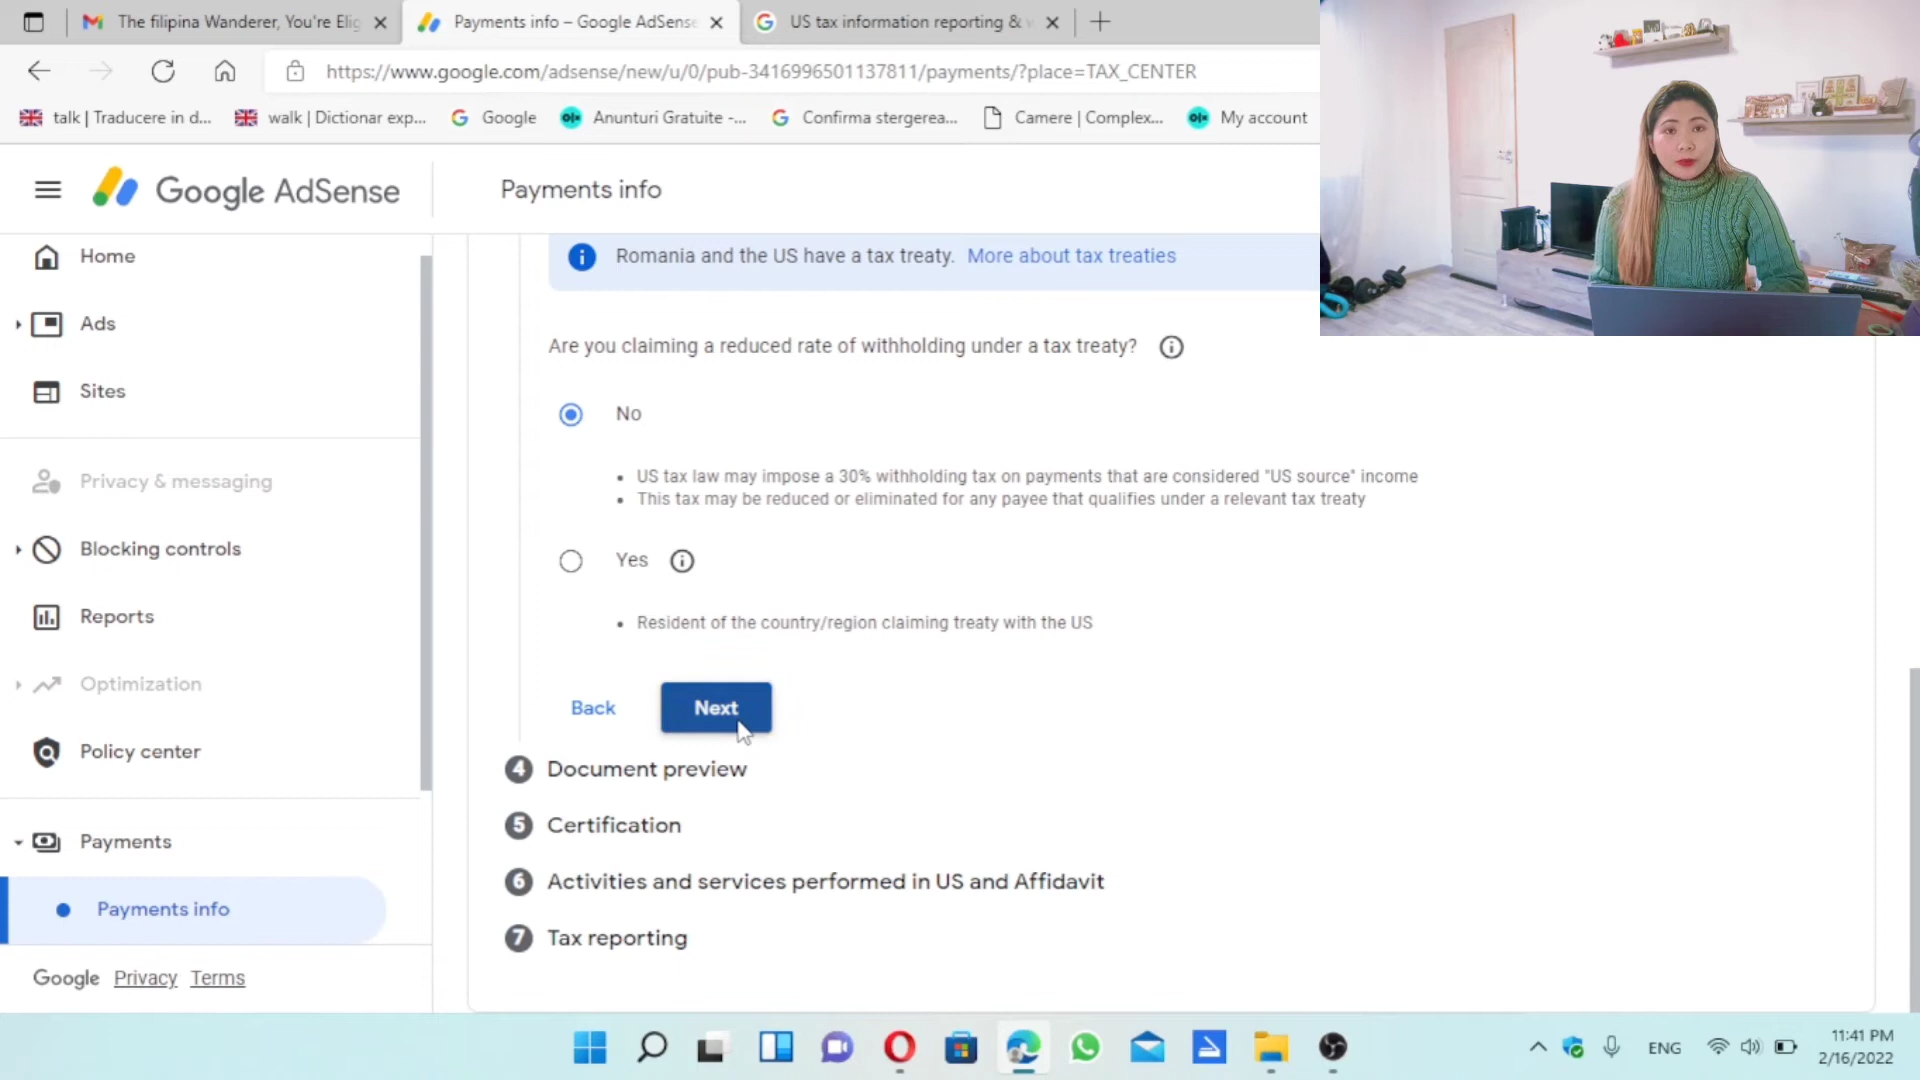 The filipina Wanderer, You're Elig
Payments info – Google AdSense
US tax information reporting & w
https://www.google.com/adsense/new/u/0/pub-3416996501137811/payments/?place=TAX_CENTER
talk | Traducere in d...
walk | Dictionar exp...
Google
Anunturi Gratuite -...
Confirma stergerea...
Camere | Complex...
My account
Google AdSense
Payments info
Home
Ads
Sites
Privacy & messaging
Blocking controls
Reports
Optimization
Policy center
Payments
Payments info
Google Privacy Terms
Romania and the US have a tax treaty. More about tax treaties
Are you claiming a reduced rate of withholding under a tax treaty?
No
• US tax law may impose a 30% withholding tax on payments that are considered "US source" income
• This tax may be reduced or eliminated for any payee that qualifies under a relevant tax treaty
Yes
• Resident of the country/region claiming treaty with the US
Back
Next
4 Document preview
5 Certification
6 Activities and services performed in US and Affidavit
7 Tax reporting
ENG
11:41 PM
2/16/2022